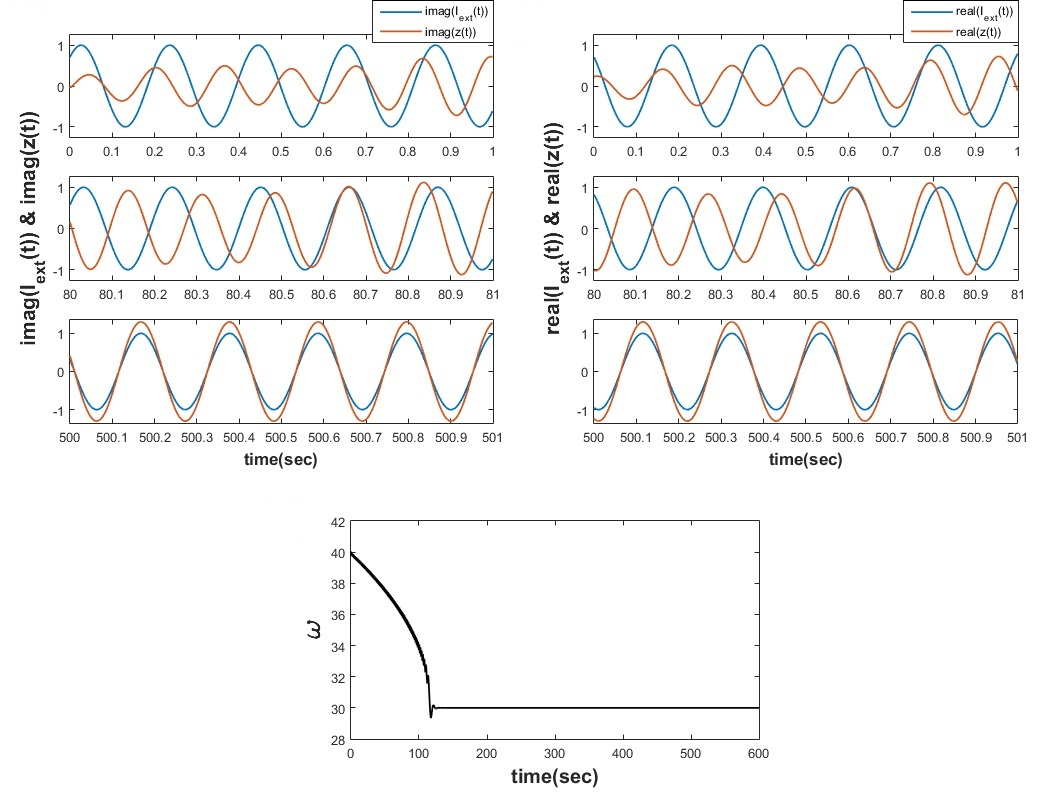 imag(I_ext(t))
imag(z(t))
real(I_ext(t))
real(z(t))
imag(I_ext(t)) & imag(z(t))
real(I_ext(t)) & real(z(t))
1
0
-1
0 0.1 0.2 0.3 0.4 0.5 0.6 0.7 0.8 0.9 1
1
0
-1
0 0.1 0.2 0.3 0.4 0.5 0.6 0.7 0.8 0.9 1
1
0
-1
80 80.1 80.2 80.3 80.4 80.5 80.6 80.7 80.8 80.9 81
1
0
-1
80 80.1 80.2 80.3 80.4 80.5 80.6 80.7 80.8 80.9 81
1
0
-1
500 500.1 500.2 500.3 500.4 500.5 500.6 500.7 500.8 500.9 501
time(sec)
1
0
-1
500 500.1 500.2 500.3 500.4 500.5 500.6 500.7 500.8 500.9 501
time(sec)
42
40
38
36
34
32
30
28
ω
0 100 200 300 400 500 600
time(sec)